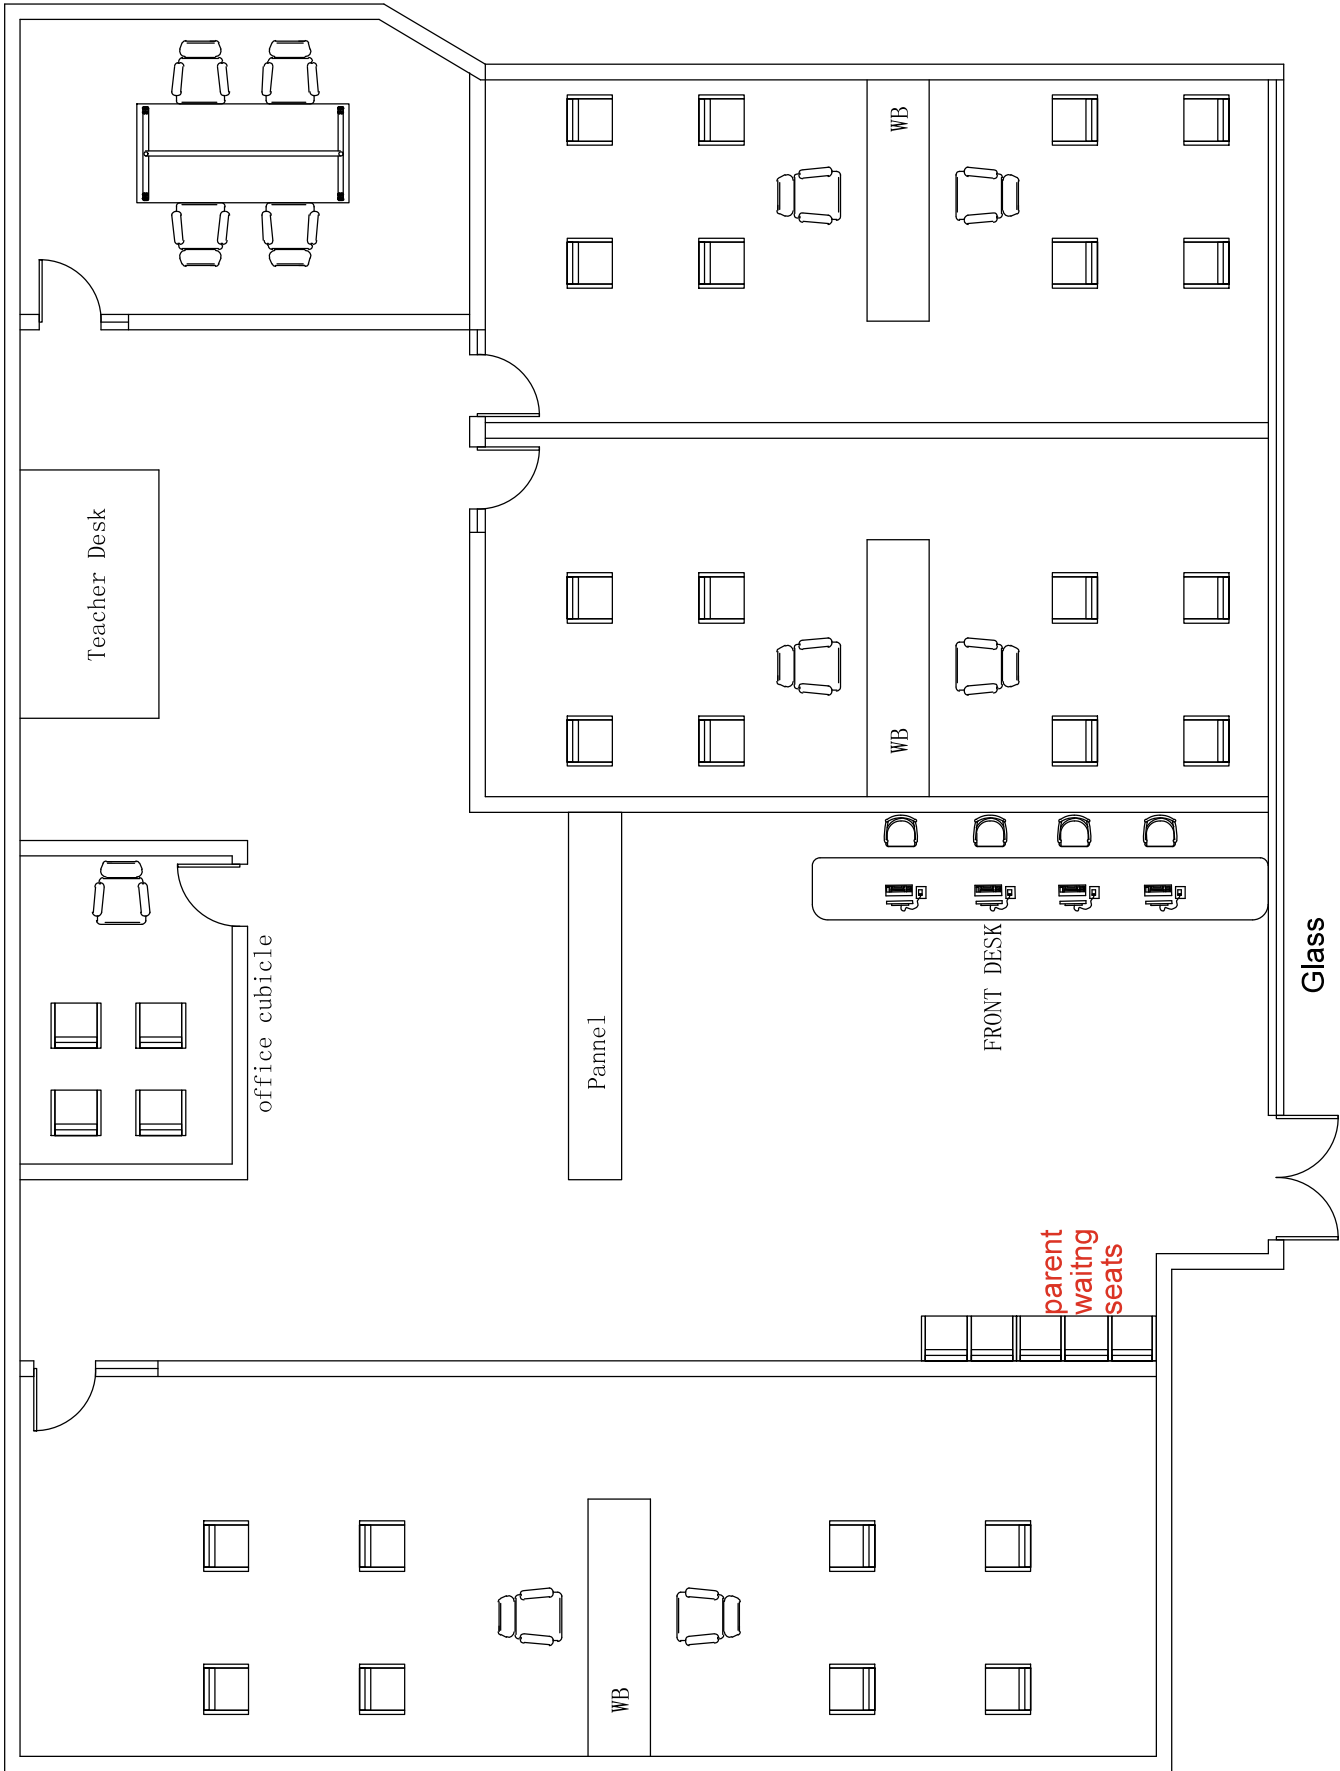 WB
Teacher Desk
WB
office cubicle
Pannel
FRONT DESK
Glass
parent
waitng
seats
WB